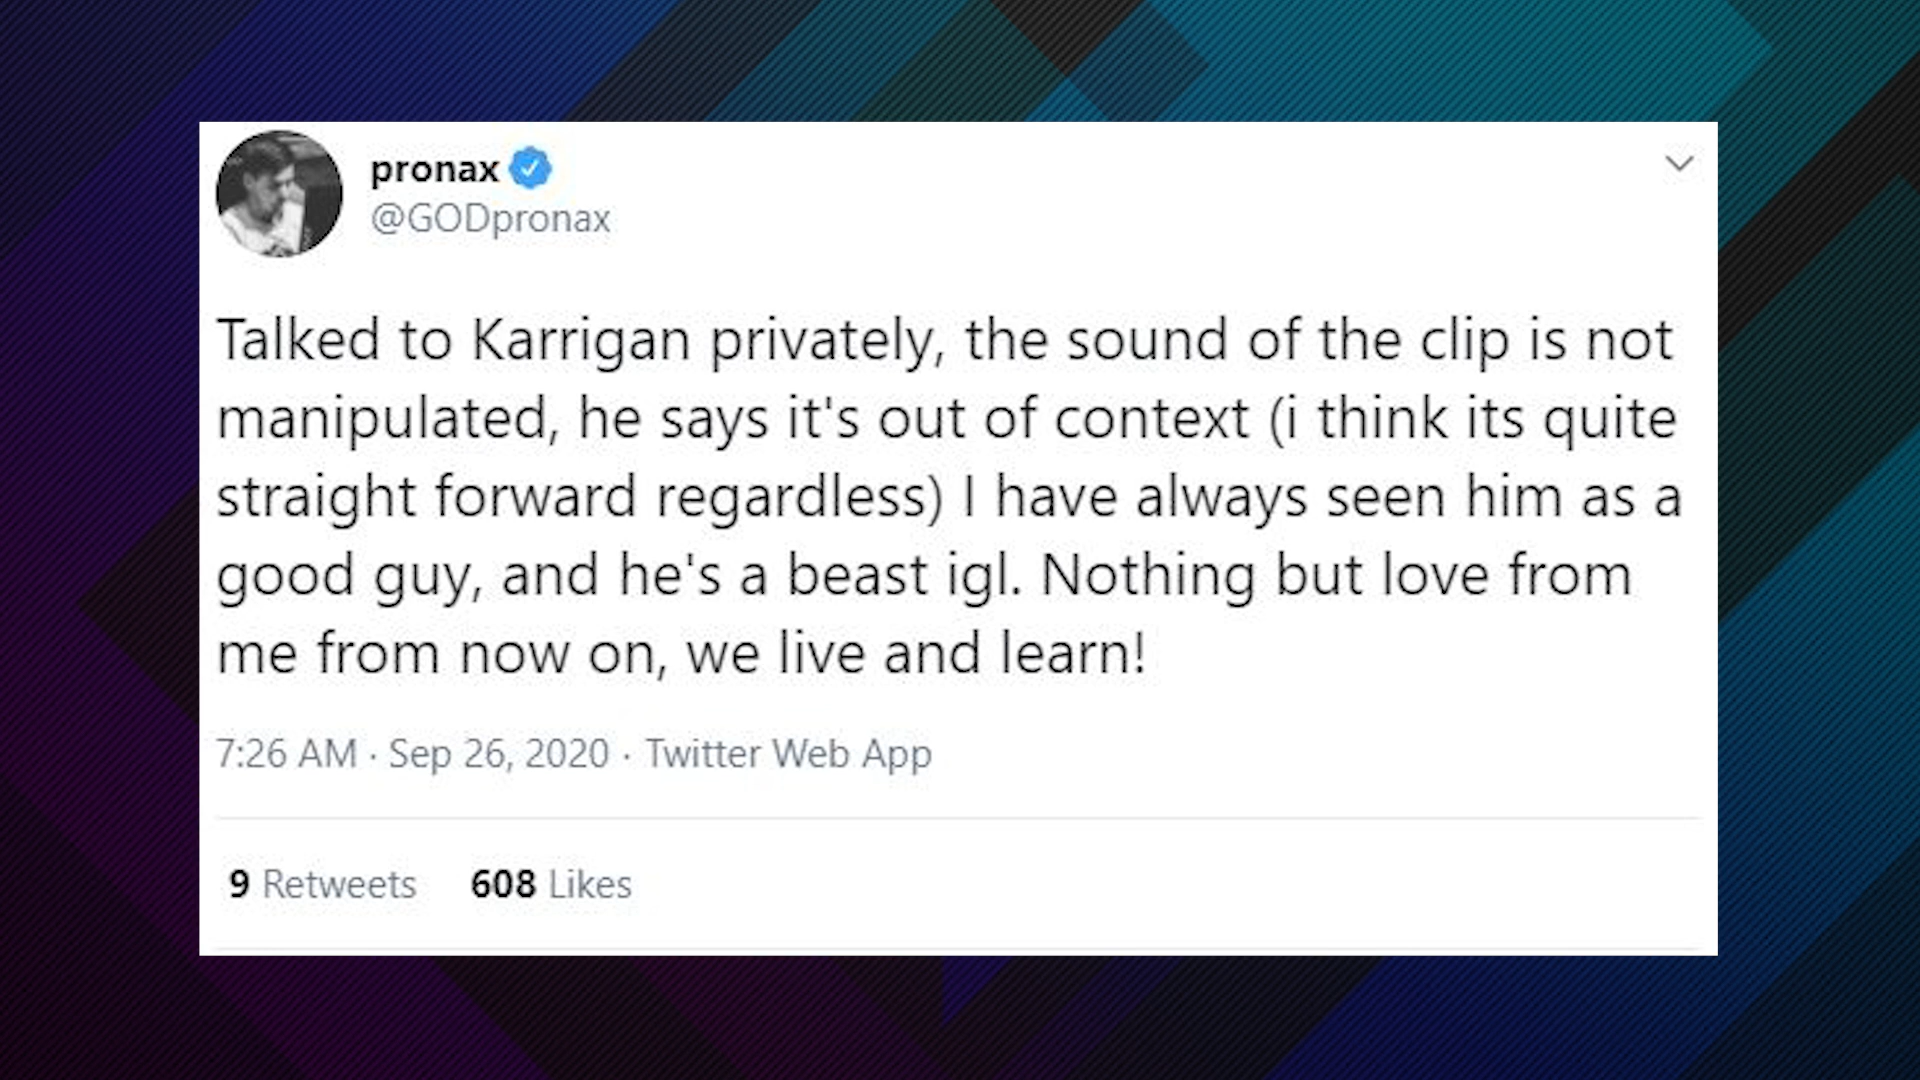 pronax
@GODpronax
Talked to Karrigan privately, the sound of the clip is not
manipulated, he says it's out of context (i think its quite
straight forward regardless) I have always seen him as a
good guy, and he's a beast igl. Nothing but love from
me from now on, we live and learn!
7:26 AM · Sep 26, 2020 · Twitter Web App
9 Retweets 608 Likes